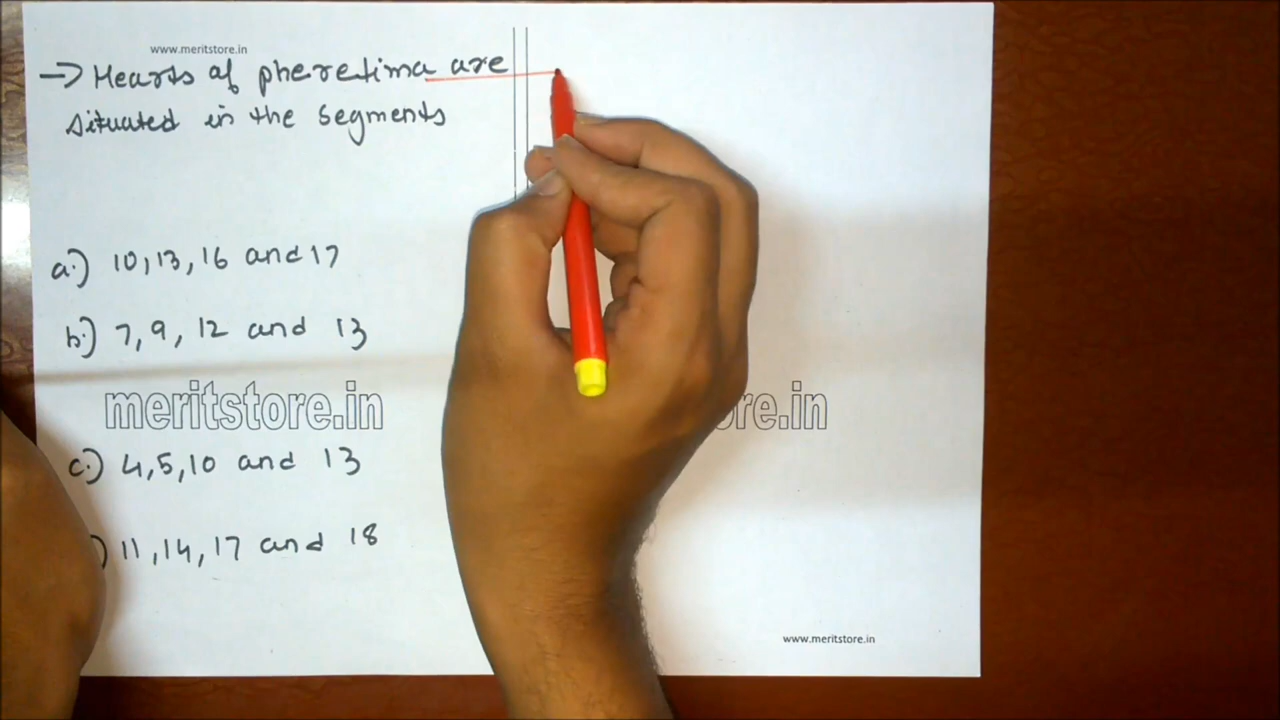 www.meritstore.in
→ Hearts of pheretima are
situated in the segments
a.) 10, 13, 16 and 17
b.) 7, 9, 12 and 13
meritstore.in
re.in
c.) 4, 5, 10 and 13
) 11, 14, 17 and 18
www.meritstore.in